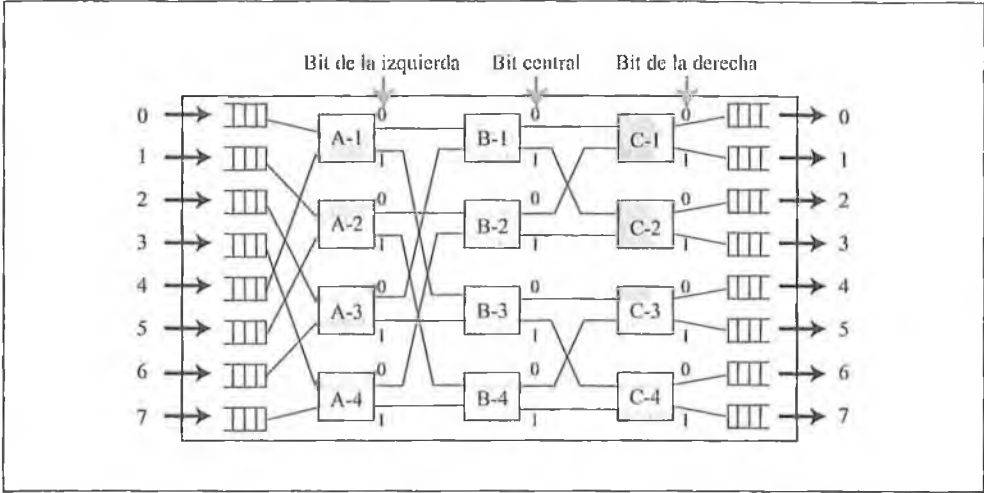 Bit de la izquierda Bit central Bit de la derecha
0 0 0 0 0
A-1 B-1 C-1
1 1 1 1 1
2 0 0 0 2
A-2 B-2 C-2
3 1 1 1 3
4 0 0 0 4
A-3 B-3 C-3
5 1 1 1 5
6 0 0 0 6
A-4 B-4 C-4
7 1 1 1 7